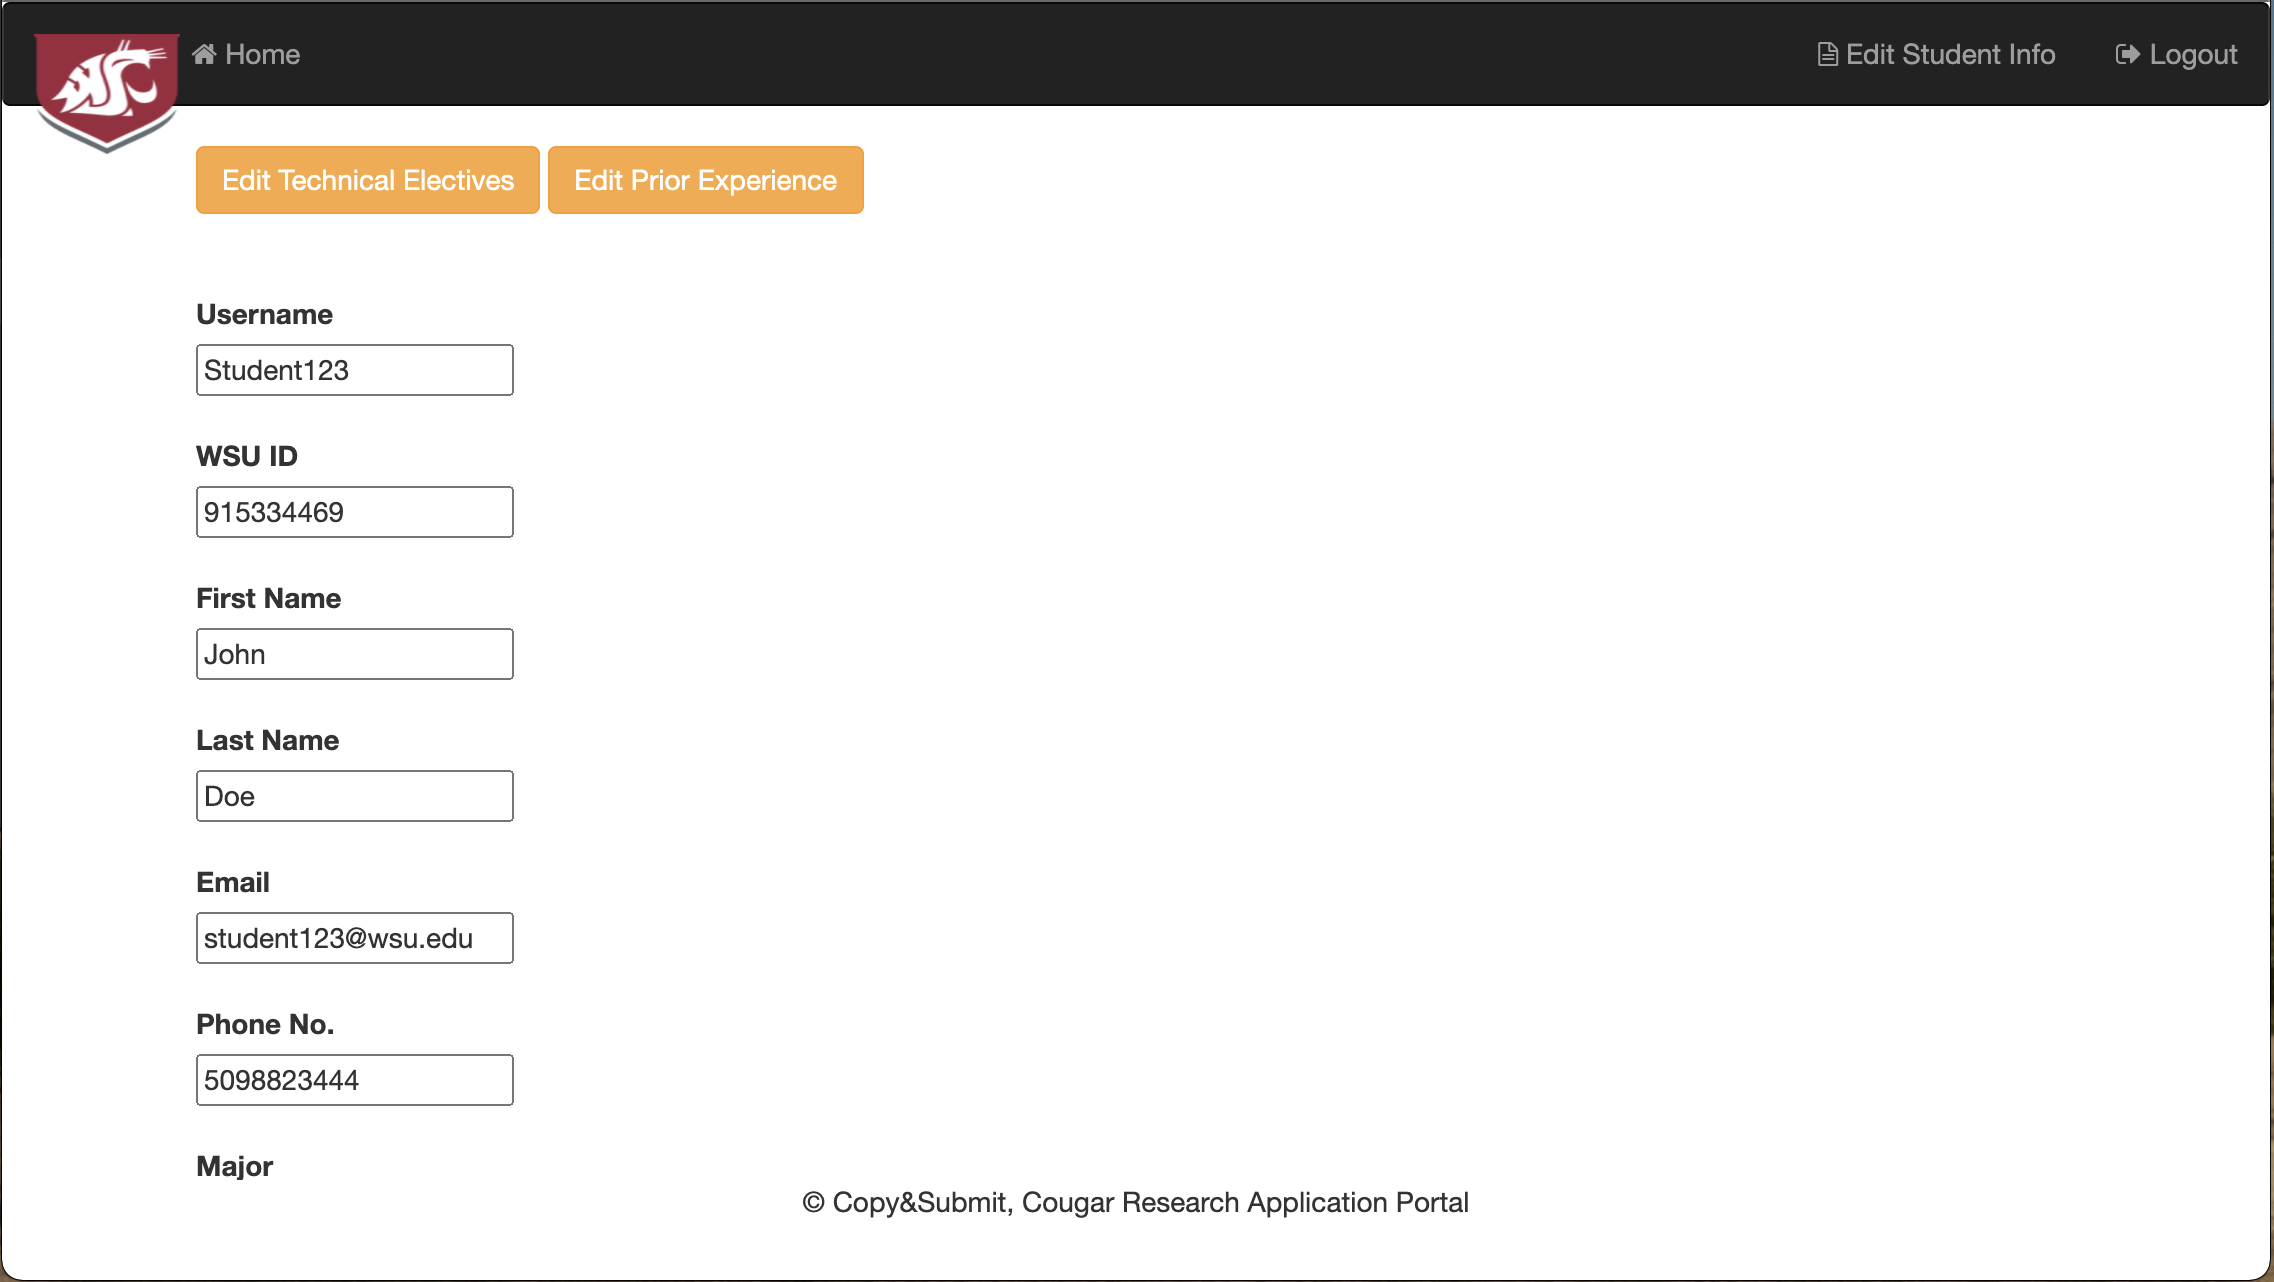 Home Edit Student Info Logout
Edit Technical Electives Edit Prior Experience
Username
Student123
WSU ID
915334469
First Name
John
Last Name
Doe
Email
student123@wsu.edu
Phone No.
5098823444
Major
© Copy&Submit, Cougar Research Application Portal